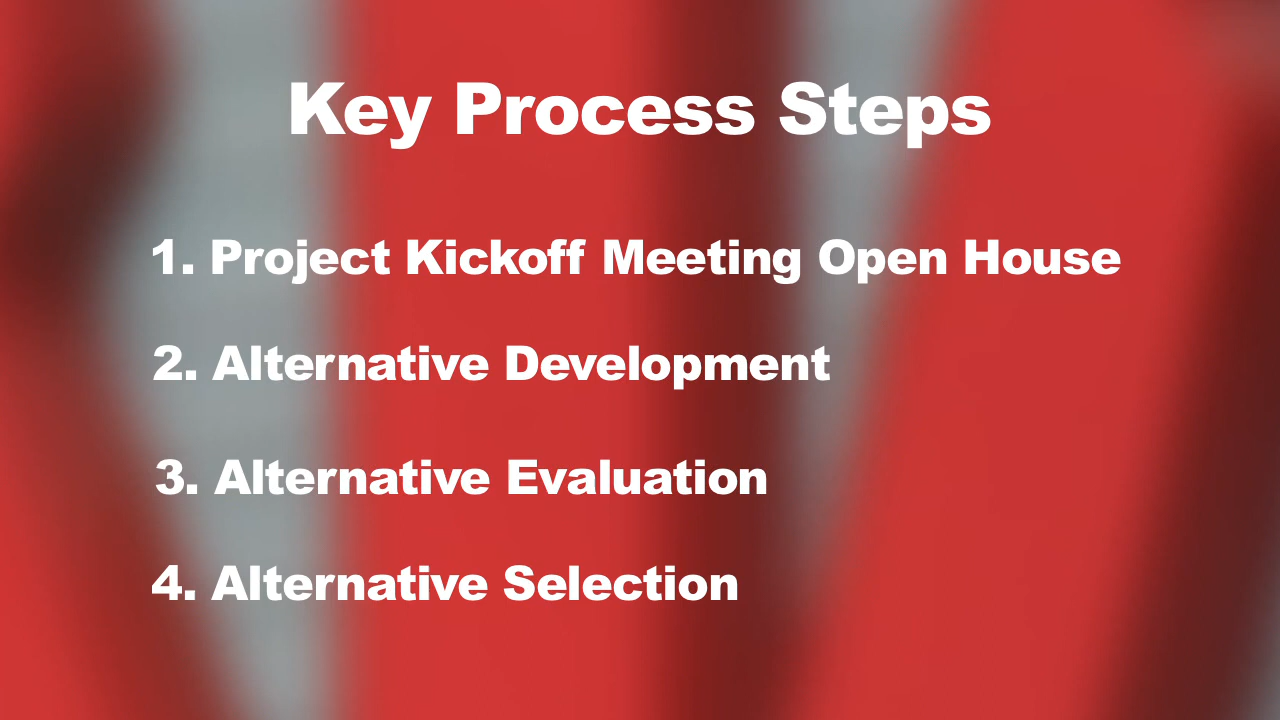 Key Process Steps
1. Project Kickoff Meeting Open House
2. Alternative Development
3. Alternative Evaluation
4. Alternative Selection